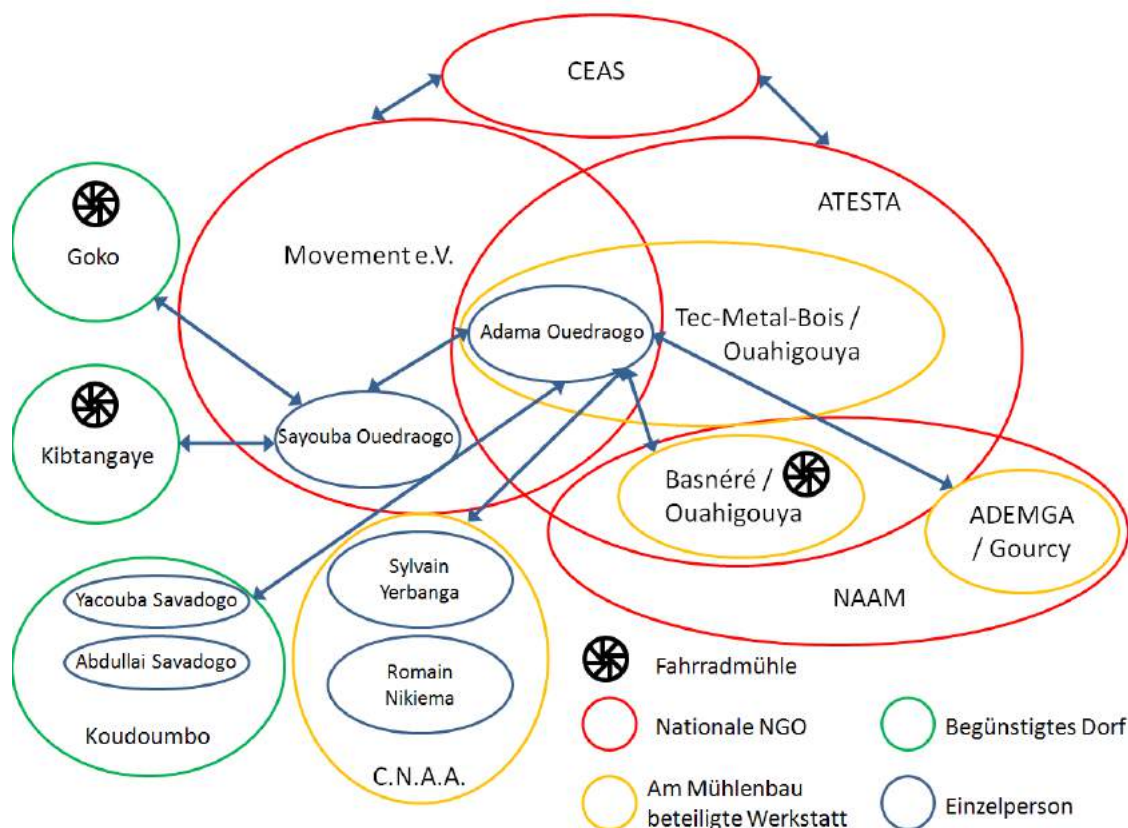 CEAS
ATESTA
Goko
Movement e.V.
Adama Ouedraogo
Tec-Metal-Bois /
Ouahigouya
Kibtangaye
Sayouba Ouedraogo
Basnéré /
Ouahigouya
ADEMGA
/ Gourcy
NAAM
Yacouba Savadogo
Abdullai Savadogo
Koudoumbo
Sylvain
Yerbanga
Romain
Nikiema
C.N.A.A.
Fahrradmühle
Nationale NGO
Begünstigtes Dorf
Am Mühlenbau
beteiligte Werkstatt
Einzelperson